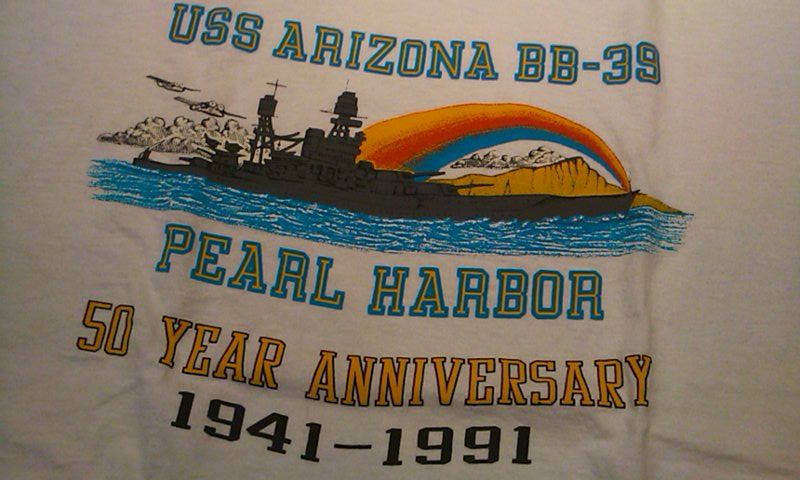 USS ARIZONA BB-39
PEARL HARBOR
50 YEAR ANNIVERSARY
1941-1991